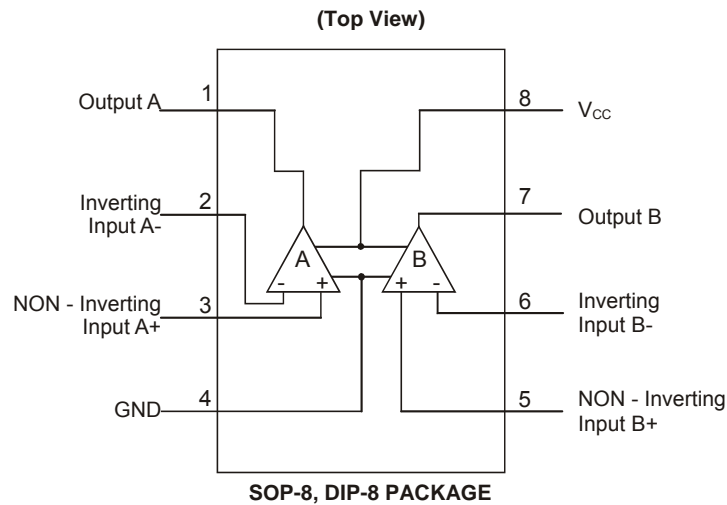 (Top View)
Output A
1
8
VCC
Inverting
Input A-
2
7
Output B
A
B
-
+
+
-
NON - Inverting
Input A+
3
6
Inverting
Input B-
GND
4
5
NON - Inverting
Input B+
SOP-8, DIP-8 PACKAGE